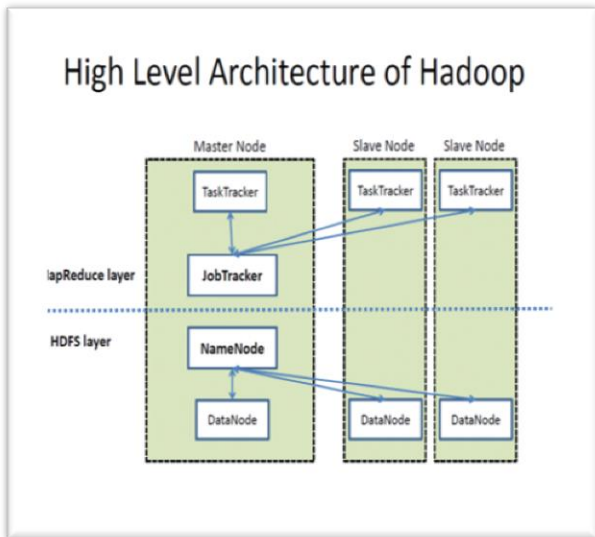 High Level Architecture of Hadoop
Master Node Slave Node Slave Node
TaskTracker TaskTracker TaskTracker
apReduce layer JobTracker
HDFS layer
NameNode
DataNode DataNode DataNode